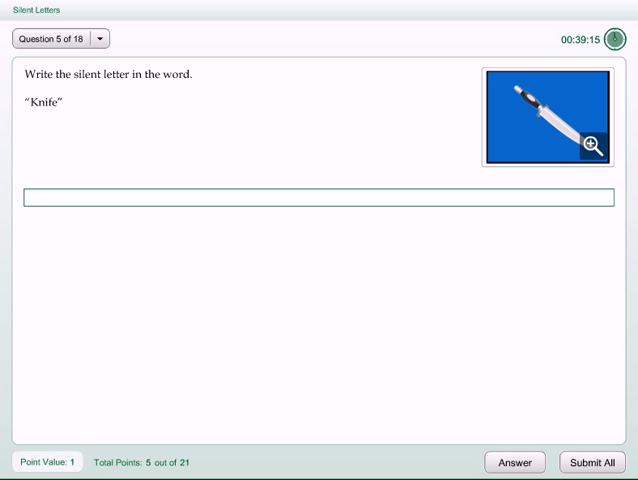 Silent Letters
Question 5 of 18
00:39:15
Write the silent letter in the word.
“Knife”
Point Value: 1
Total Points: 5 out of 21
Answer
Submit All